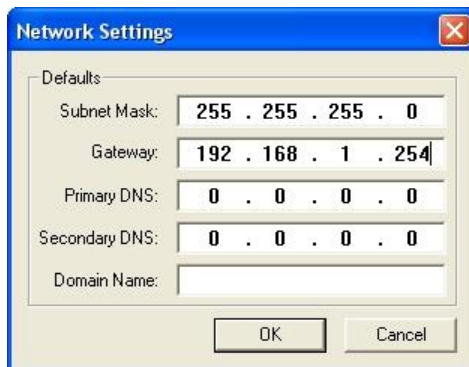 Network Settings
Defaults
Subnet Mask: 255 . 255 . 255 . 0
Gateway: 192 . 168 . 1 . 254
Primary DNS: 0 . 0 . 0 . 0
Secondary DNS: 0 . 0 . 0 . 0
Domain Name:
OK Cancel